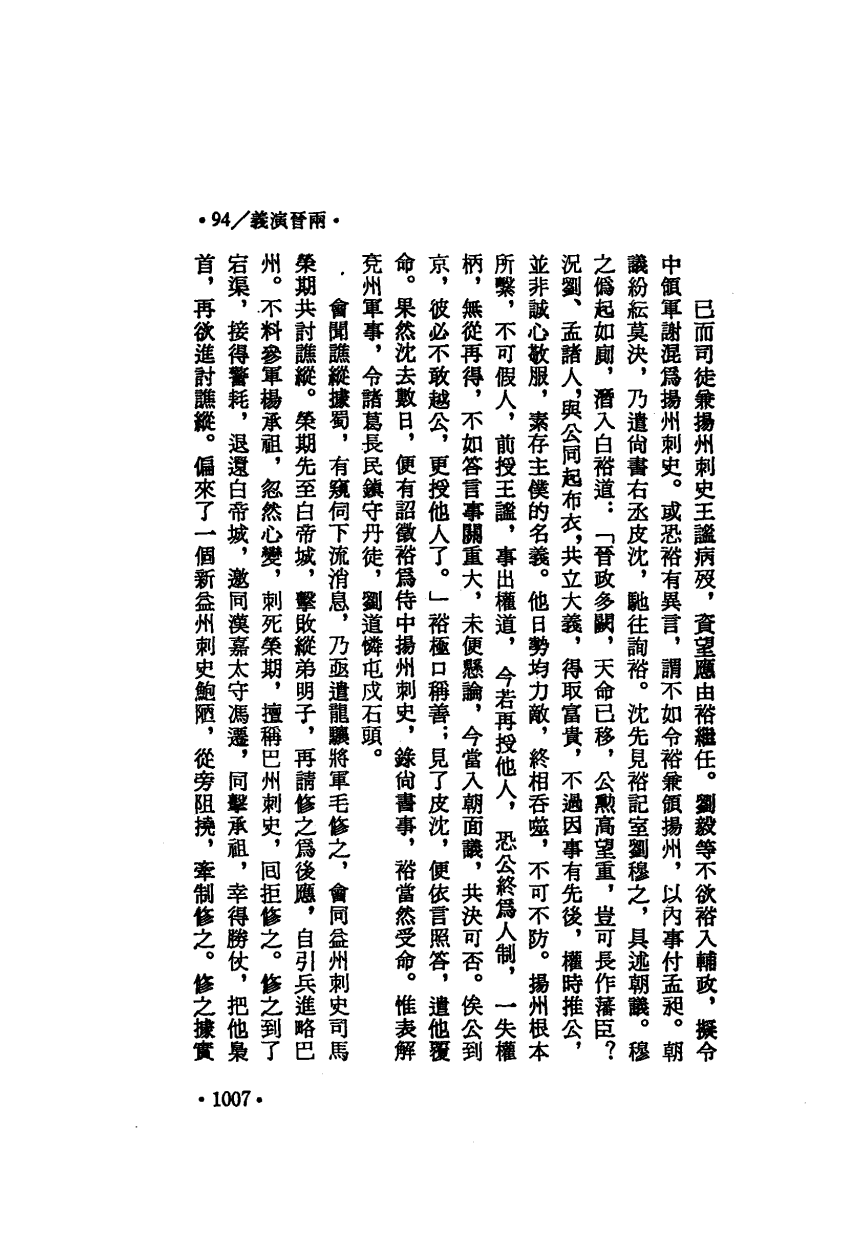 ·94／義演晉兩·
已而司徒兼揚州刺史王謐病歿，資望應由裕繼任。劉毅等不欲裕入輔政，擬令
中領軍謝混爲揚州刺史。或恐裕有異言，謂不如令裕兼領揚州，以內事付孟昶。朝
議紛紜莫決，乃遣尙書右丞皮沈，馳往詢裕。沈先見裕記室劉穆之，具述朝議。穆
之僞起如廁，潛入白裕道：「晉政多闕，天命已移，公勲高望重，豈可長作藩臣？
況劉、孟諸人，與公同起布衣，共立大義，得取富貴，不過因事有先後，權時推公，
並非誠心敬服，素存主僕的名義。他日勢均力敵，終相吞噬，不可不防。揚州根本
所繫，不可假人，前授王謐，事出權道，今若再授他人，恐公終爲人制，一失權
柄，無從再得，不如答言事關重大，未便懸論，今當入朝面議，共決可否。俟公到
京，彼必不敢越公，更授他人了。」裕極口稱善；見了皮沈，便依言照答，遣他覆
命。果然沈去數日，便有詔徵裕爲侍中揚州刺史，錄尙書事，裕當然受命。惟表解
兗州軍事，令諸葛長民鎮守丹徒，劉道憐屯戍石頭。
會聞譙縱據蜀，有窺伺下流消息，乃亟遣龍驤將軍毛修之，會同益州刺史司馬
榮期共討譙縱。榮期先至白帝城，擊敗縱弟明子，再請修之爲後應，自引兵進略巴
州。不料參軍楊承祖，忽然心變，刺死榮期，擅稱巴州刺史，囘拒修之。修之到了
宕渠，接得警耗，退還白帝城，邀同漢嘉太守馮遷，同擊承祖，幸得勝仗，把他梟
首，再欲進討譙縱。偏來了一個新益州刺史鮑陋，從旁阻撓，牽制修之。修之據實
·1007·